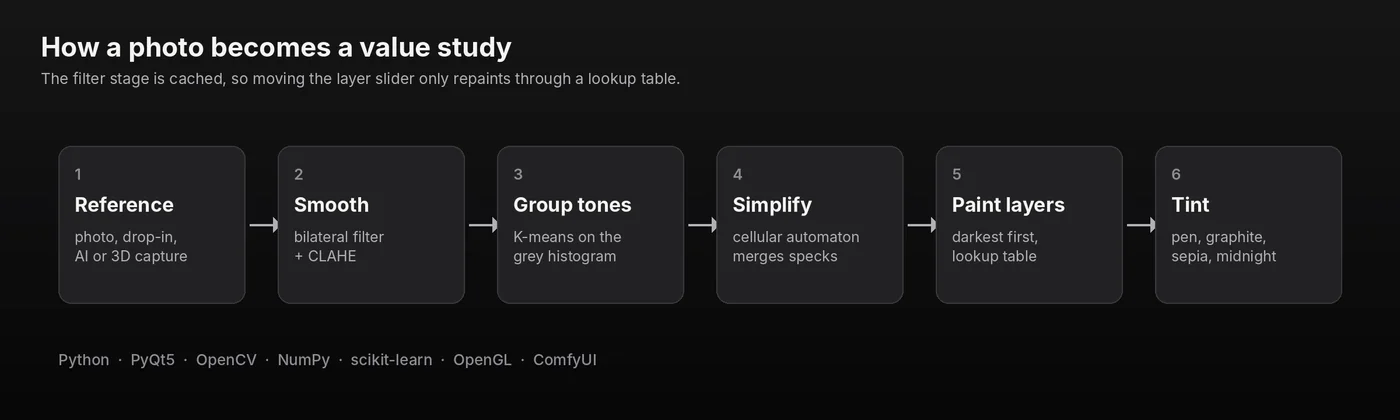 How a photo becomes a value study
The filter stage is cached, so moving the layer slider only repaints through a lookup table.
1
Reference
photo, drop-in,
AI or 3D capture
2
Smooth
bilateral filter
+ CLAHE
3
Group tones
K-means on the
grey histogram
4
Simplify
cellular automaton
merges specks
5
Paint layers
darkest first,
lookup table
6
Tint
pen, graphite,
sepia, midnight
Python · PyQt5 · OpenCV · NumPy · scikit-learn · OpenGL · ComfyUI